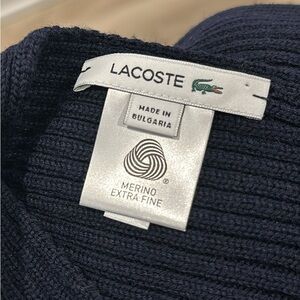 LACOSTE
MADE IN
BULGARIA
®
MERINO
EXTRA FINE